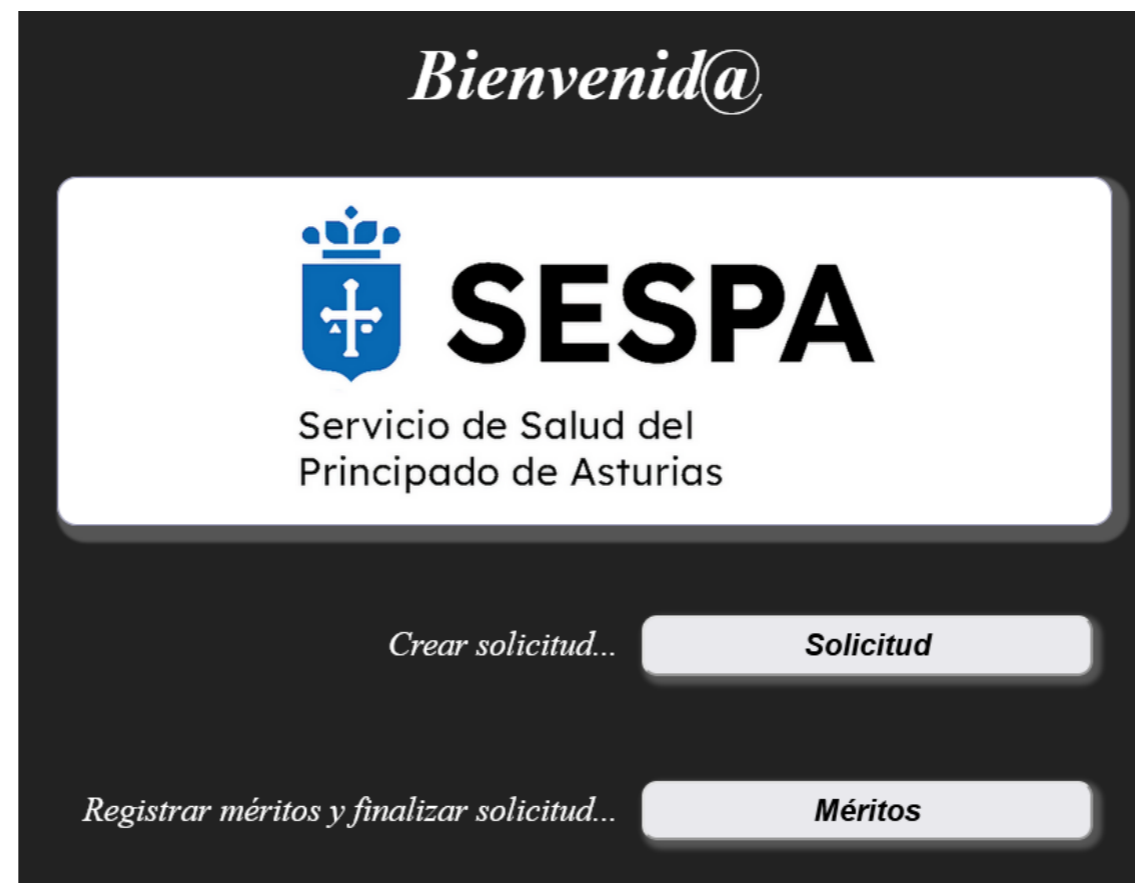 Bienvenid@
SESPA
Servicio de Salud del
Principado de Asturias
Crear solicitud... Solicitud
Registrar méritos y finalizar solicitud... Méritos